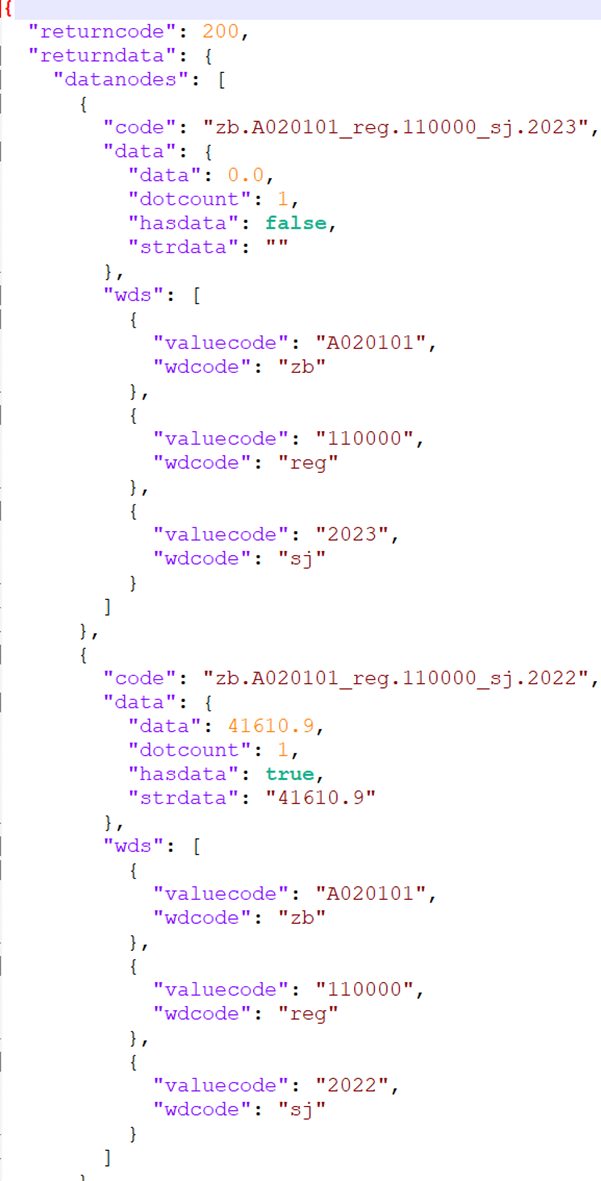 {
"returncode": 200,
"returndata": {
"datanodes": [
{
"code": "zb.A020101_reg.110000_sj.2023",
"data": {
"data": 0.0,
"dotcount": 1,
"hasdata": false,
"strdata": ""
},
"wds": [
{
"valuecode": "A020101",
"wdcode": "zb"
},
{
"valuecode": "110000",
"wdcode": "reg"
},
{
"valuecode": "2023",
"wdcode": "sj"
}
]
},
{
"code": "zb.A020101_reg.110000_sj.2022",
"data": {
"data": 41610.9,
"dotcount": 1,
"hasdata": true,
"strdata": "41610.9"
},
"wds": [
{
"valuecode": "A020101",
"wdcode": "zb"
},
{
"valuecode": "110000",
"wdcode": "reg"
},
{
"valuecode": "2022",
"wdcode": "sj"
}
]